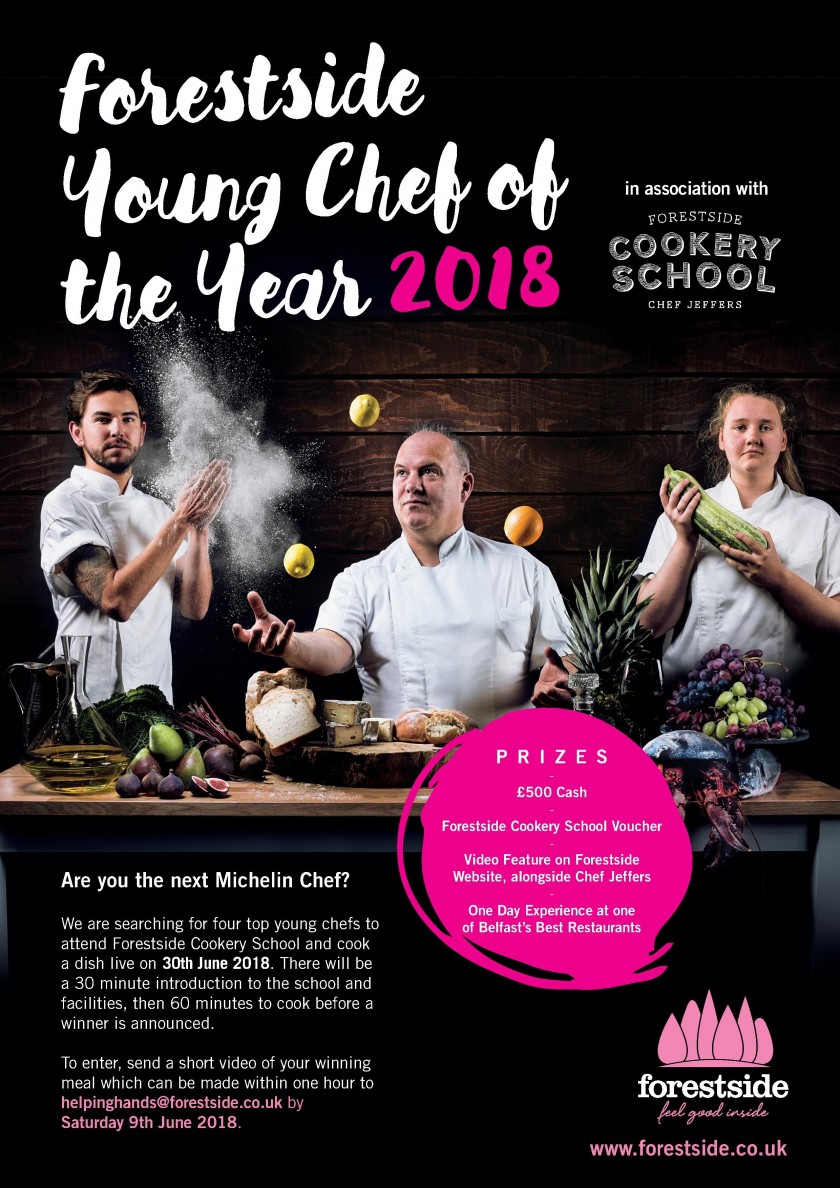 forestside
Young Chef of
the Year 2018
in association with
FORESTSIDE
COOKERY
SCHOOL
CHEF JEFFERS
PRIZES
-
£500 Cash
-
Forestside Cookery School Voucher
-
Video Feature on Forestside
Website, alongside Chef Jeffers
-
One Day Experience at one
of Belfast's Best Restaurants
Are you the next Michelin Chef?
We are searching for four top young chefs to
attend Forestside Cookery School and cook
a dish live on 30th June 2018. There will be
a 30 minute introduction to the school and
facilities, then 60 minutes to cook before a
winner is announced.
To enter, send a short video of your winning
meal which can be made within one hour to
helpinghands@forestside.co.uk by
Saturday 9th June 2018.
forestside
feel good inside
www.forestside.co.uk